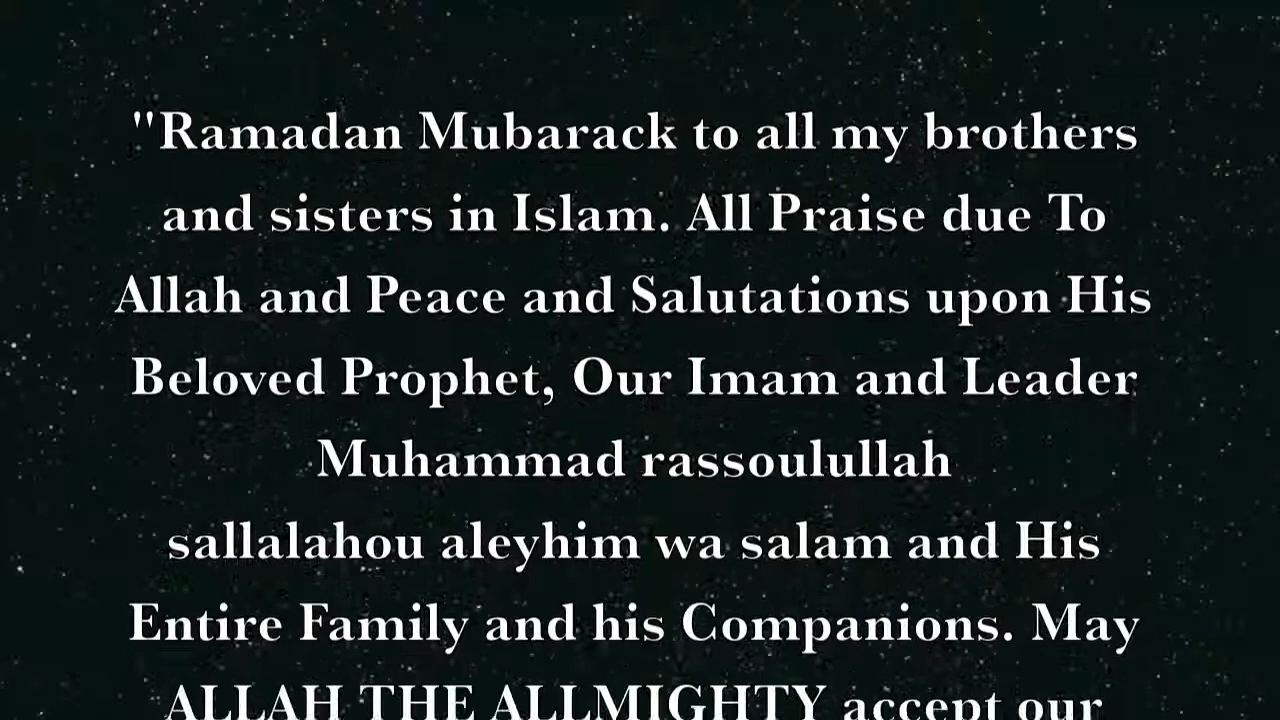 "Ramadan Mubarack to all my brothers
and sisters in Islam. All Praise due To
Allah and Peace and Salutations upon His
Beloved Prophet, Our Imam and Leader
Muhammad rassoulullah
sallalahou aleyhim wa salam and His
Entire Family and his Companions. May
ALLAH THE ALLMIGHTY accept our